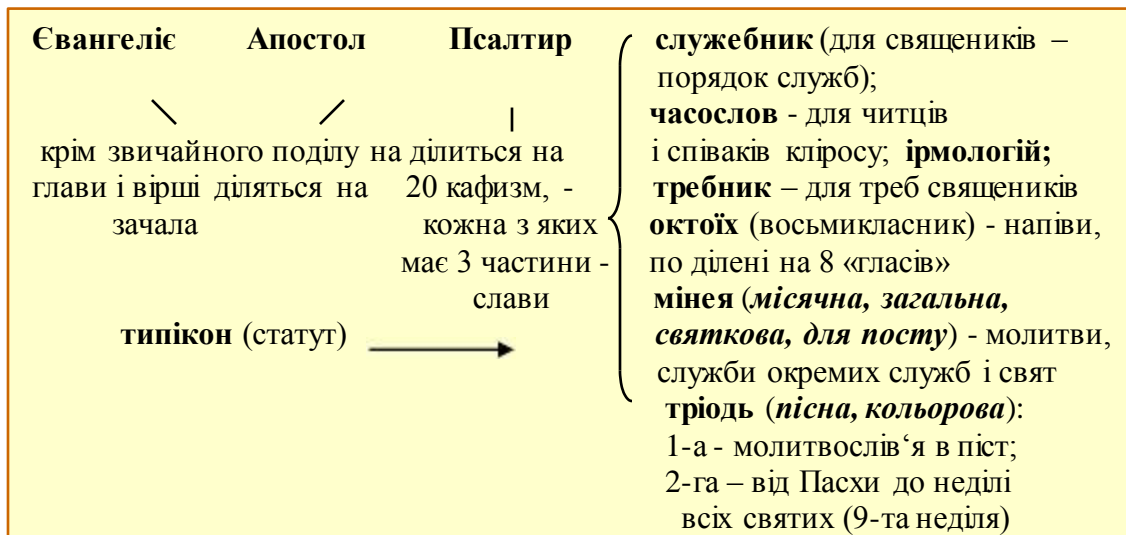 Євангеліє Апостол Псалтир
крім звичайного поділу на ділиться на
глави і вірші діляться на 20 кафизм, -
зачала кожна з яких
має 3 частини -
слави
типікон (статут)
служебник (для священиків –
порядок служб);
часослов - для читців
і співаків кліросу; ірмологій;
требник – для треб священиків
октоїх (восьмикласник) - напіви,
по ділені на 8 «гласів»
мінея (місячна, загальна,
святкова, для посту) - молитви,
служби окремих служб і свят
тріодь (пісна, кольорова):
1-а - молитвослів‘я в піст;
2-га – від Пасхи до неділі
всіх святих (9-та неділя)